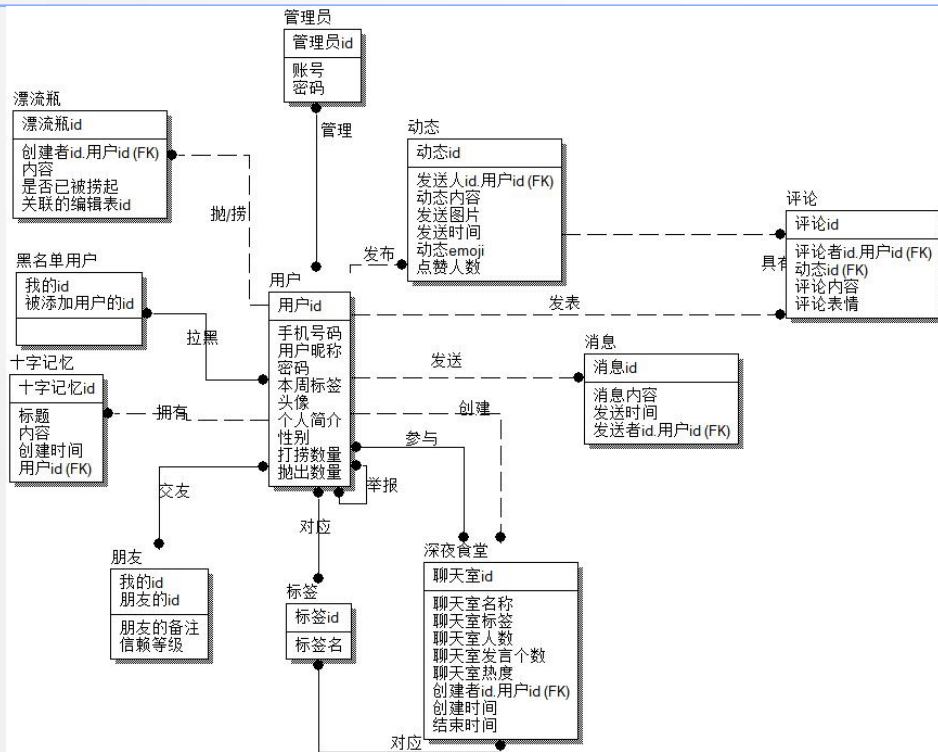 管理员
管理员id
账号
密码
管理
漂流瓶
漂流瓶id
创建者id.用户id (FK)
内容
是否已被捞起
关联的编辑表id
抛/捞
动态
动态id
发送人id.用户id (FK)
动态内容
发送图片
发送时间
动态emoji
点赞人数
发布
评论
评论id
评论者id.用户id (FK)
动态id (FK)
评论内容
评论表情
具有
发表
黑名单用户
我的id
被添加用户的id
拉黑
用户
用户id
手机号码
用户昵称
密码
本周标签
头像
个人简介
性别
打捞数量
抛出数量
消息
消息id
消息内容
发送时间
发送者id.用户id (FK)
发送
创建
参与
举报
十字记忆
十字记忆id
标题
内容
创建时间
用户id (FK)
拥有
交友
对应
朋友
我的id
朋友的id
朋友的备注
信赖等级
标签
标签id
标签名
深夜食堂
聊天室id
聊天室名称
聊天室标签
聊天室人数
聊天室发言个数
聊天室热度
创建者id.用户id (FK)
创建时间
结束时间
对应